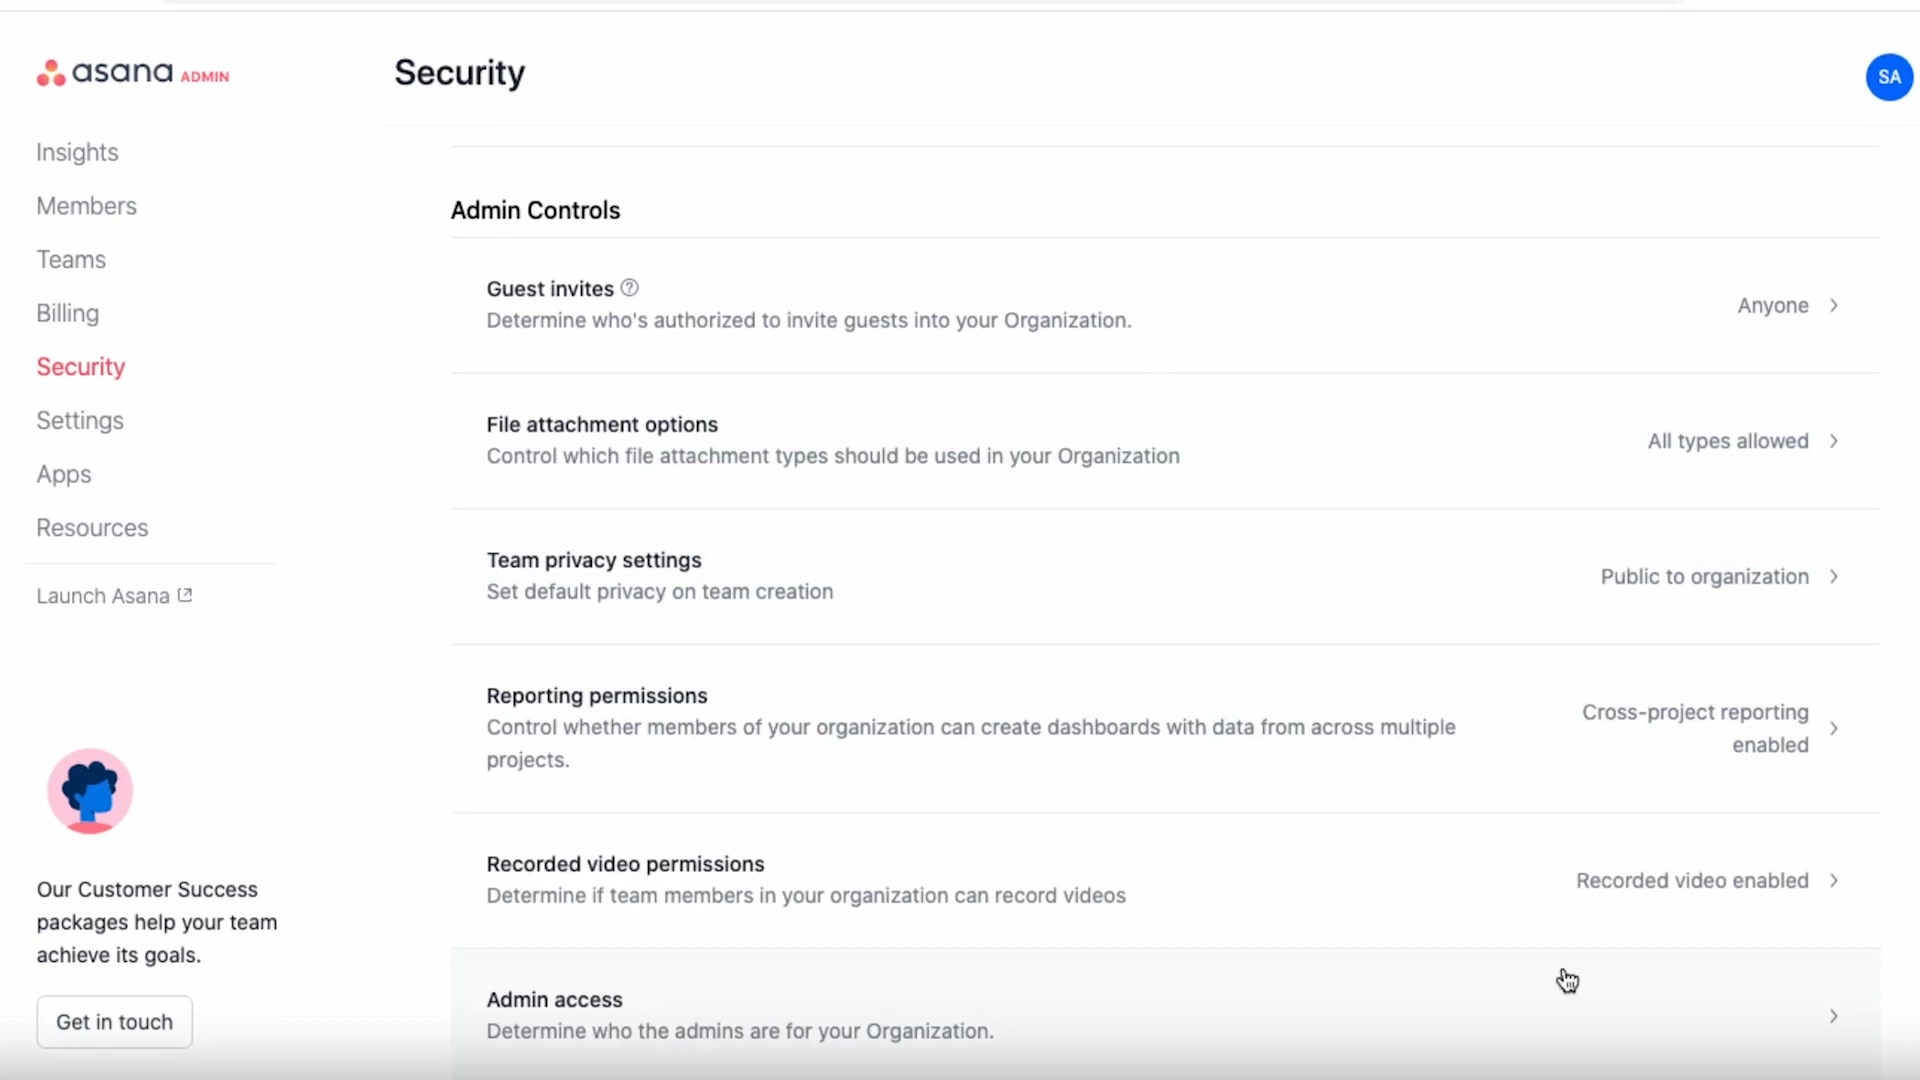 asana ADMIN
Security
SA
Insights
Members
Teams
Billing
Security
Settings
Apps
Resources
Launch Asana
Our Customer Success
packages help your team
achieve its goals.
Get in touch
Admin Controls
Guest invites ?
Determine who's authorized to invite guests into your Organization.
Anyone
File attachment options
Control which file attachment types should be used in your Organization
All types allowed
Team privacy settings
Set default privacy on team creation
Public to organization
Reporting permissions
Control whether members of your organization can create dashboards with data from across multiple
projects.
Cross-project reporting
enabled
Recorded video permissions
Determine if team members in your organization can record videos
Recorded video enabled
Admin access
Determine who the admins are for your Organization.